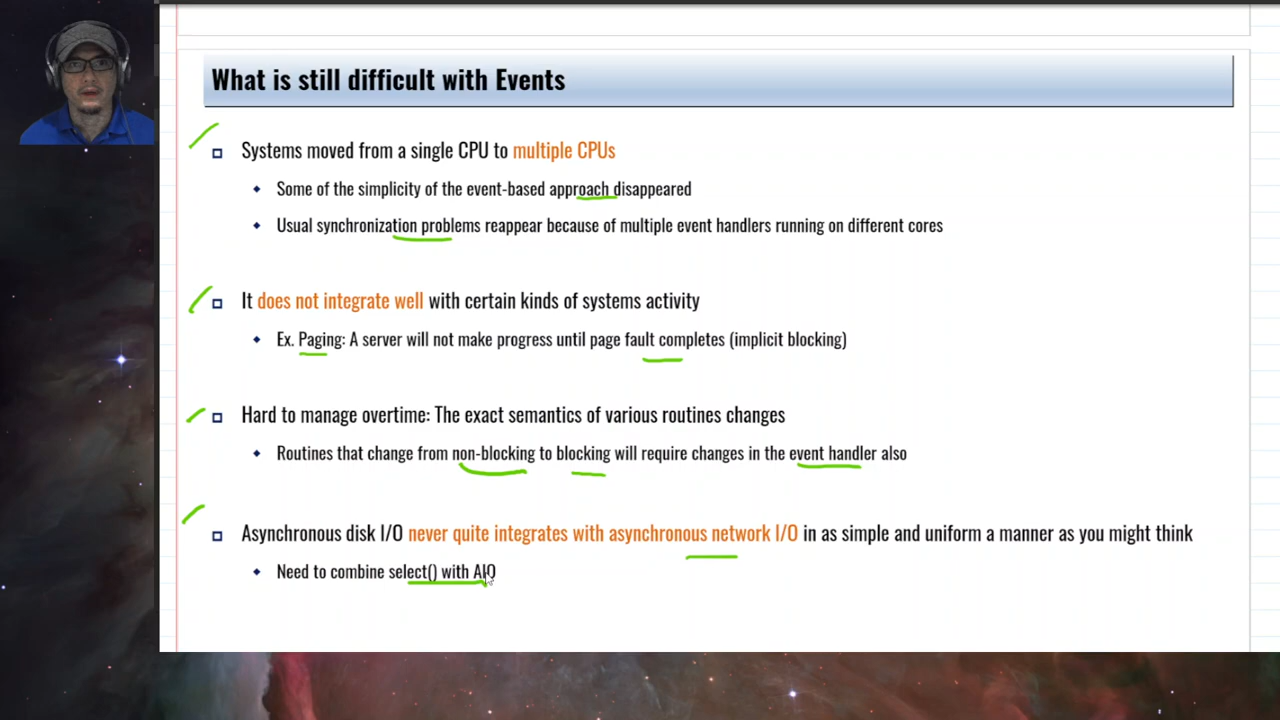 What is still difficult with Events
Systems moved from a single CPU to multiple CPUs
Some of the simplicity of the event-based approach disappeared
Usual synchronization problems reappear because of multiple event handlers running on different cores
It does not integrate well with certain kinds of systems activity
Ex. Paging: A server will not make progress until page fault completes (implicit blocking)
Hard to manage overtime: The exact semantics of various routines changes
Routines that change from non-blocking to blocking will require changes in the event handler also
Asynchronous disk I/O never quite integrates with asynchronous network I/O in as simple and uniform a manner as you might think
Need to combine select() with AIO